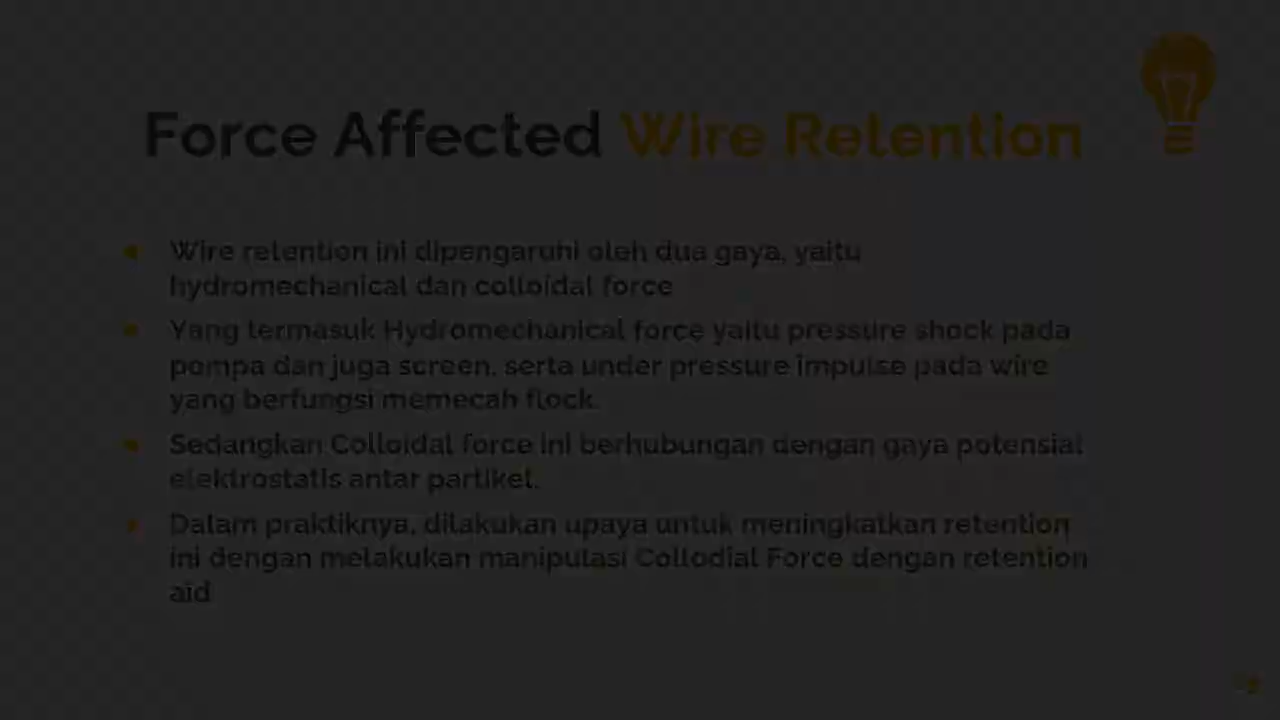 Force Affected Wire Retention
Wire retention ini dipengaruhi oleh dua gaya, yaitu
hydromechanical dan colloidal force
Yang termasuk Hydromechanical force yaitu pressure shock pada
pompa dan juga screen, serta under pressure impulse pada wire
yang berfungsi memecah flock.
Sedangkan Colloidal force ini berhubungan dengan gaya potensial
elektrostatis antar partikel.
Dalam praktiknya, dilakukan upaya untuk meningkatkan retention
ini dengan melakukan manipulasi Collodial Force dengan retention
aid